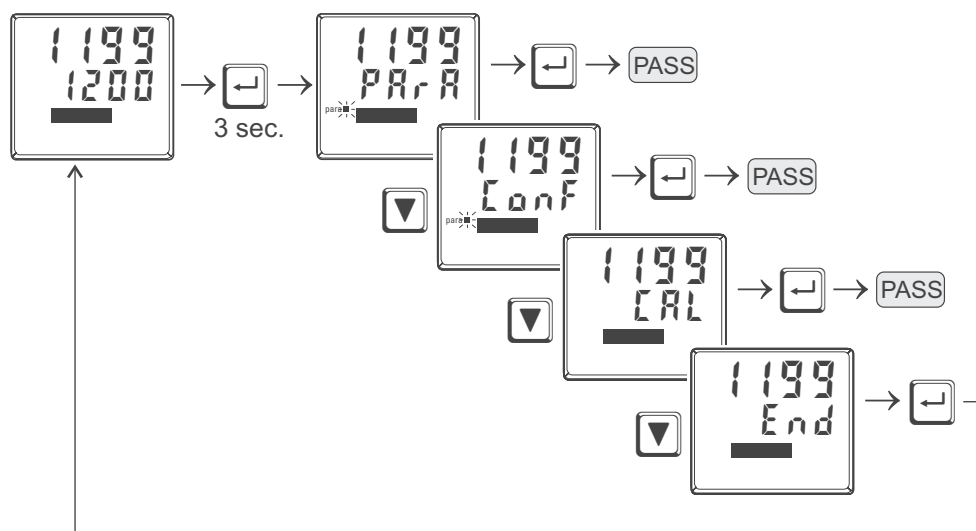 1199
1200
3 sec.
1199
PArA
para
PASS
1199
ConF
para
PASS
1199
CAL
PASS
1199
End